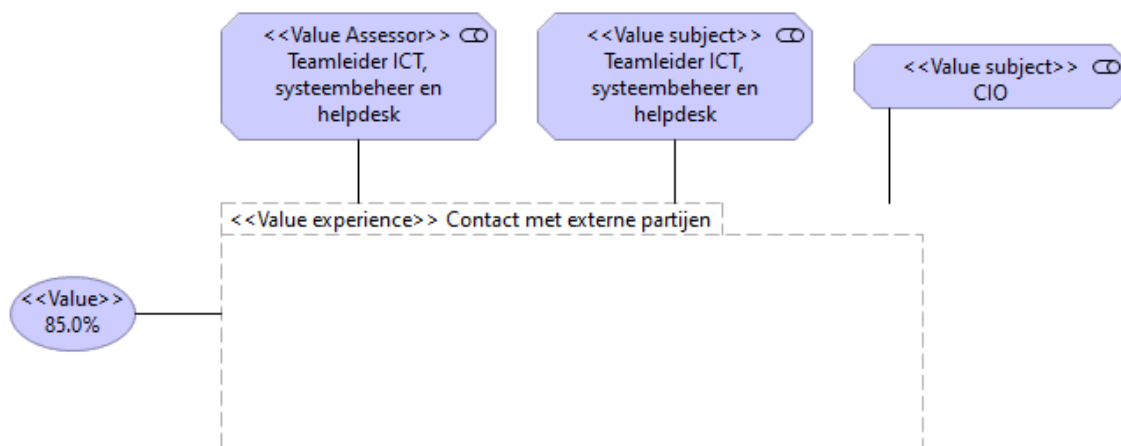 <<Value Assessor>>
Teamleider ICT,
systeembeheer en
helpdesk
<<Value subject>>
Teamleider ICT,
systeembeheer en
helpdesk
<<Value subject>>
CIO
<<Value experience>> Contact met externe partijen
<<Value>>
85.0%